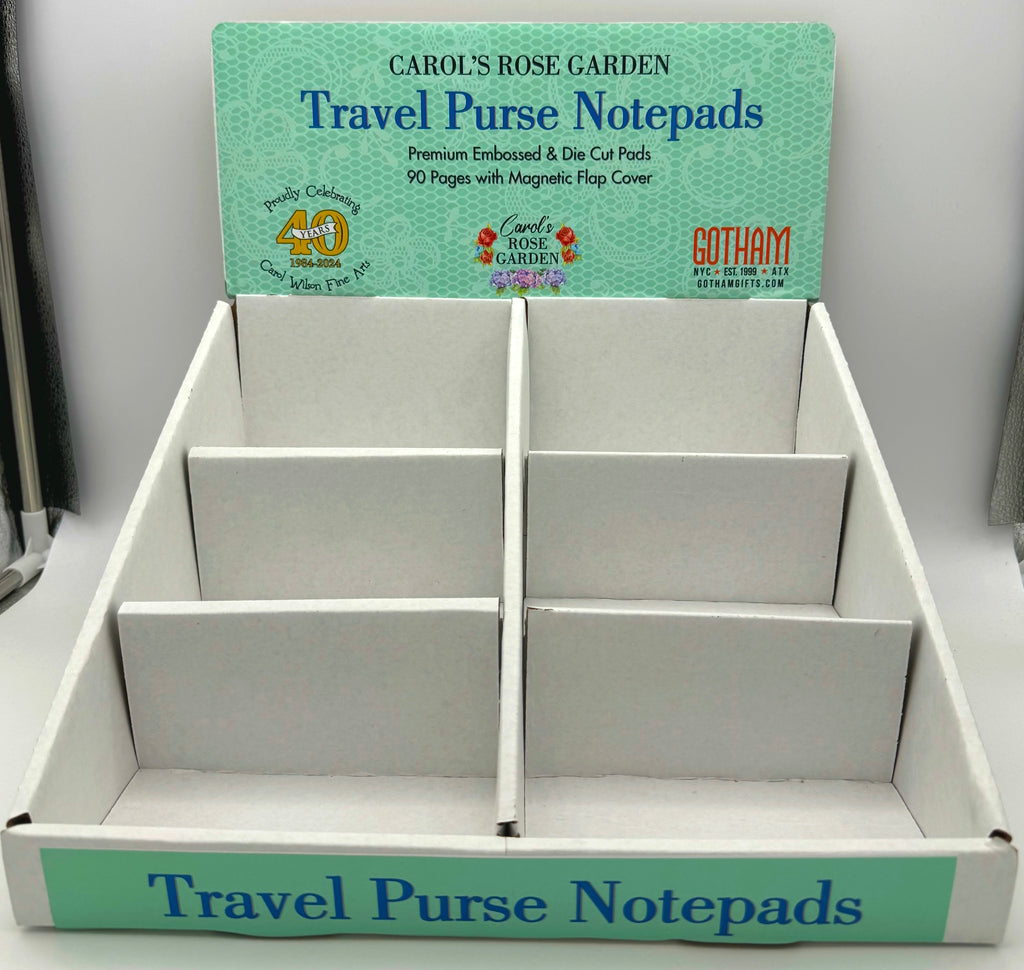 CAROL'S ROSE GARDEN
Travel Purse Notepads
Premium Embossed & Die Cut Pads
90 Pages with Magnetic Flap Cover
Proudly Celebrating
40
YEARS
1984-2024
Carol Wilson Fine Arts
Carol's
ROSE
GARDEN
GOTHAM
NYC ★ EST. 1999 ★ ATX
GOTHAMGIFTS.COM
Travel Purse Notepads